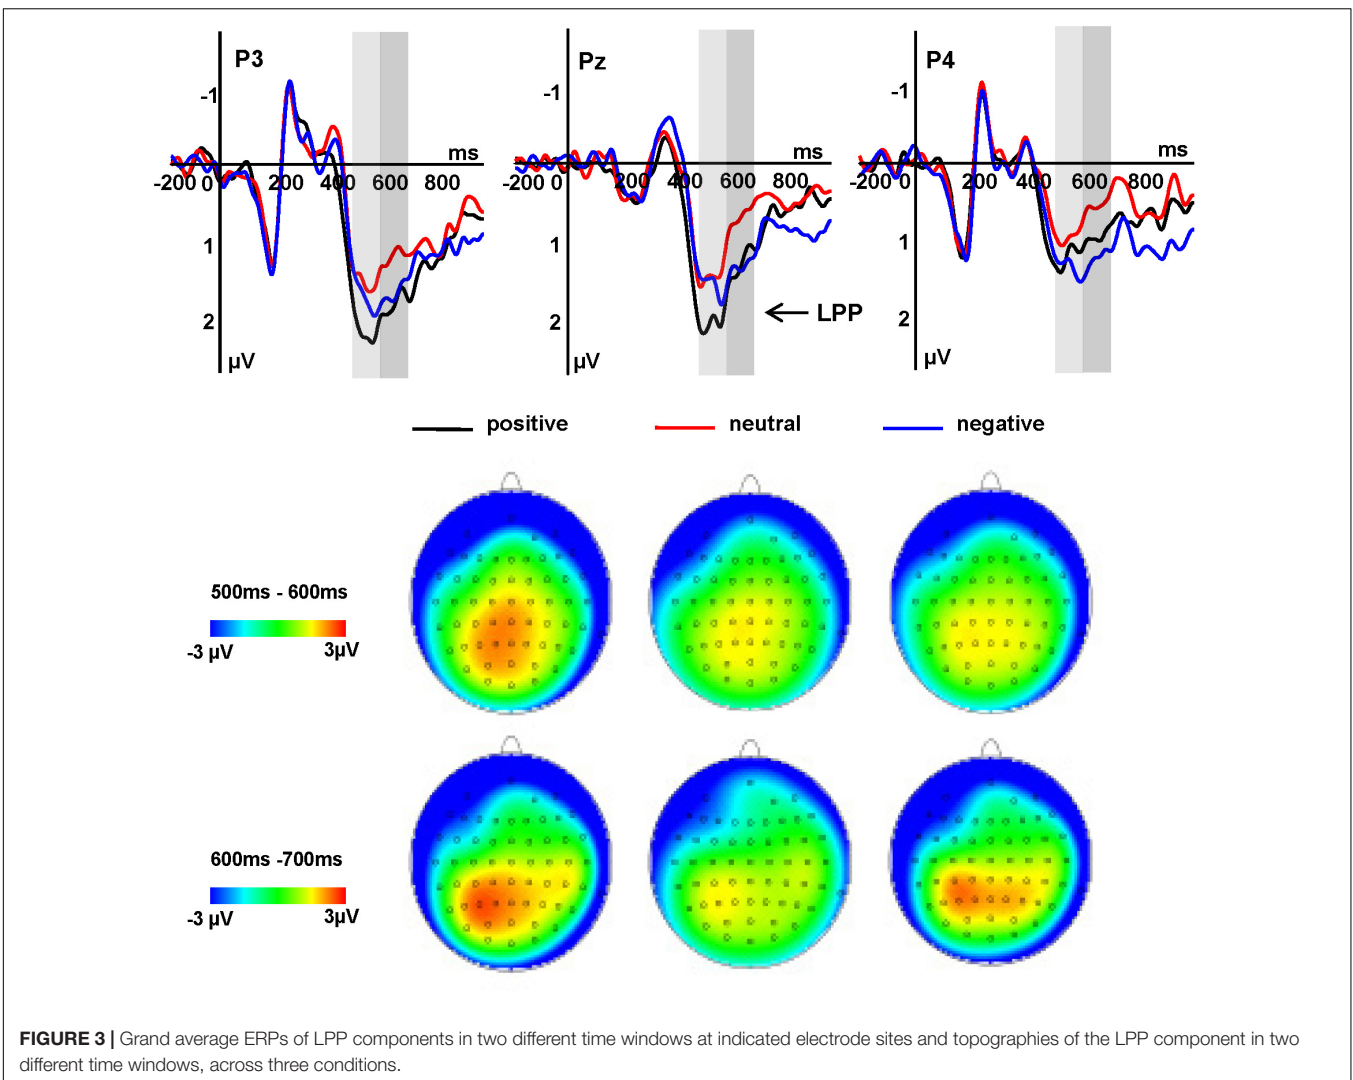 P3
Pz
P4
-1
-1
-1
ms
ms
ms
-200 0 200 400 600 800
-200 0 200 400 600 800
-200 0 200 400 600 800
1
1
1
2
2
2
← LPP
µV
µV
µV
positive neutral negative
500ms - 600ms
-3 µV 3µV
600ms -700ms
-3 µV 3µV
FIGURE 3 | Grand average ERPs of LPP components in two different time windows at indicated electrode sites and topographies of the LPP component in two
different time windows, across three conditions.